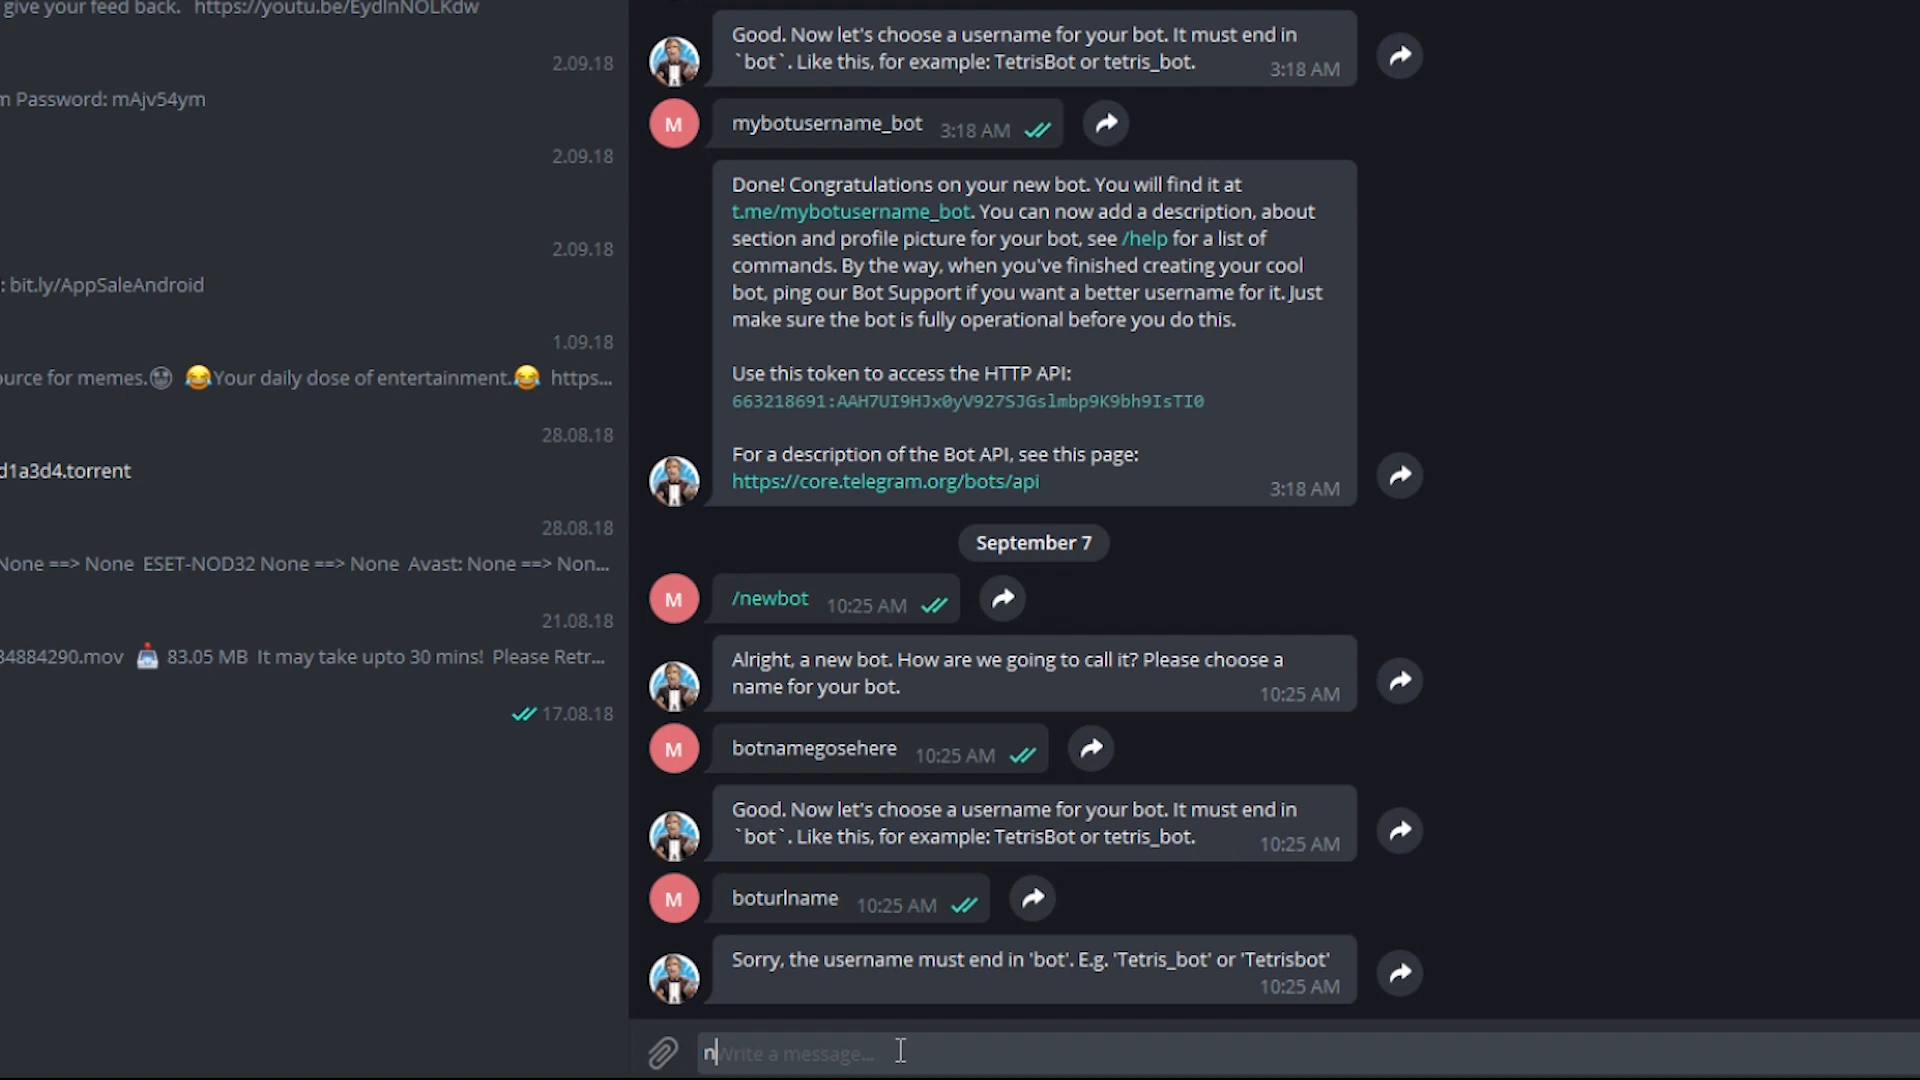 give your feed back. https://youtu.be/EydlnNOLKdw
2.09.18
m Password: mAjv54ym
2.09.18
2.09.18
: bit.ly/AppSaleAndroid
1.09.18
ource for memes.😎 😂Your daily dose of entertainment.😂 https...
28.08.18
d1a3d4.torrent
28.08.18
None ==> None ESET-NOD32 None ==> None Avast: None ==> Non...
21.08.18
34884290.mov 📤 83.05 MB It may take upto 30 mins! Please Retr...
17.08.18
Good. Now let's choose a username for your bot. It must end in
`bot`. Like this, for example: TetrisBot or tetris_bot.
3:18 AM
M
mybotusername_bot 3:18 AM
Done! Congratulations on your new bot. You will find it at
t.me/mybotusername_bot. You can now add a description, about
section and profile picture for your bot, see /help for a list of
commands. By the way, when you've finished creating your cool
bot, ping our Bot Support if you want a better username for it. Just
make sure the bot is fully operational before you do this.
Use this token to access the HTTP API:
663218691:AAH7UI9HJx0yV927SJGslmbp9K9bh9IsTI0
For a description of the Bot API, see this page:
https://core.telegram.org/bots/api
3:18 AM
September 7
M
/newbot 10:25 AM
Alright, a new bot. How are we going to call it? Please choose a
name for your bot.
10:25 AM
M
botnamegosehere 10:25 AM
Good. Now let's choose a username for your bot. It must end in
`bot`. Like this, for example: TetrisBot or tetris_bot.
10:25 AM
M
boturlname 10:25 AM
Sorry, the username must end in 'bot'. E.g. 'Tetris_bot' or 'Tetrisbot'
10:25 AM
n
Write a message...